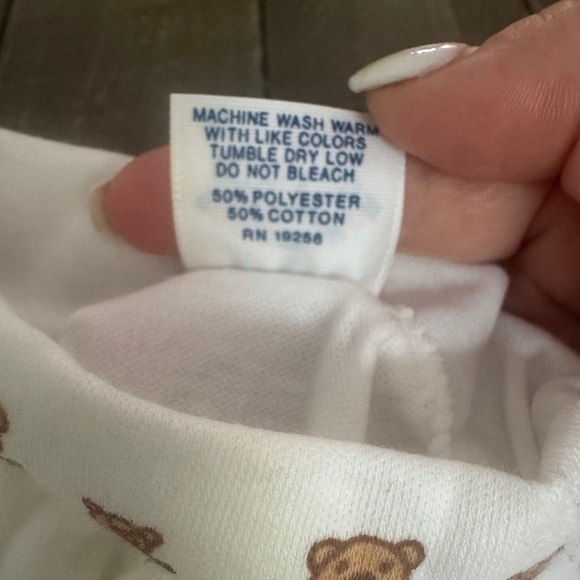 MACHINE WASH WARM
WITH LIKE COLORS
TUMBLE DRY LOW
DO NOT BLEACH
50% POLYESTER
50% COTTON
RN 19256